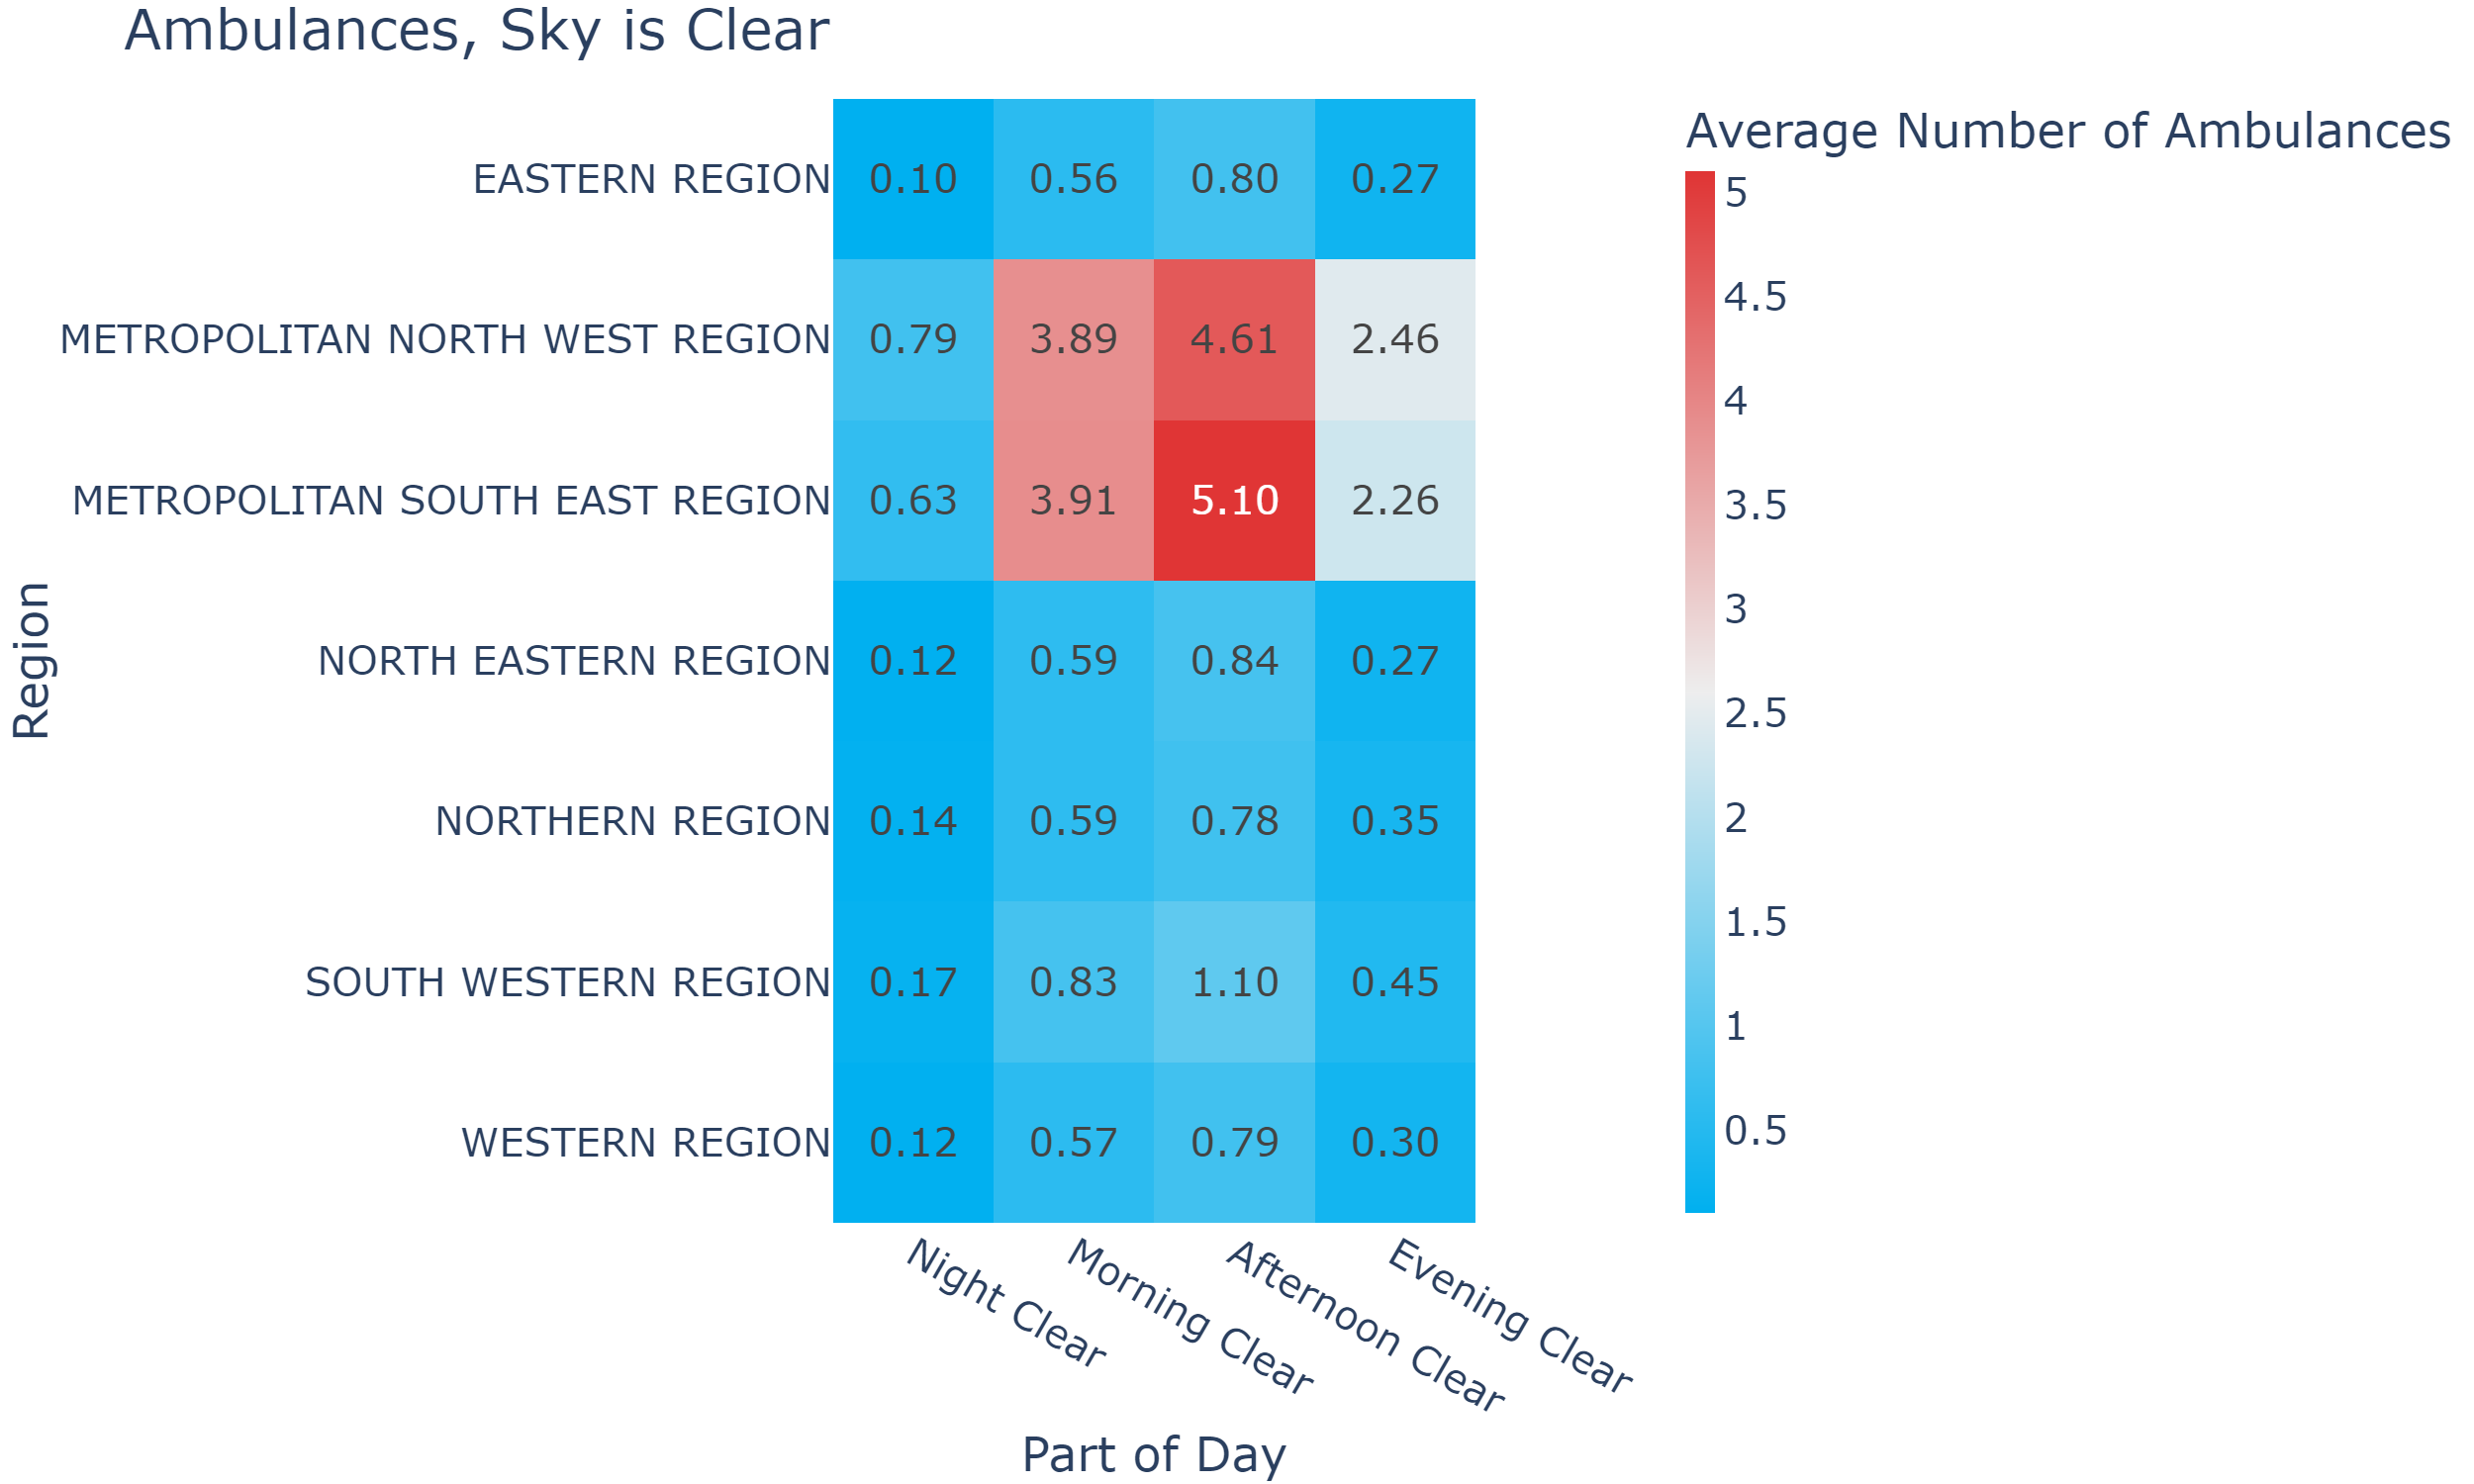 Ambulances, Sky is Clear
Average Number of Ambulances
EASTERN REGION 0.10 0.56 0.80 0.27
METROPOLITAN NORTH WEST REGION 0.79 3.89 4.61 2.46
METROPOLITAN SOUTH EAST REGION 0.63 3.91 5.10 2.26
NORTH EASTERN REGION 0.12 0.59 0.84 0.27
NORTHERN REGION 0.14 0.59 0.78 0.35
SOUTH WESTERN REGION 0.17 0.83 1.10 0.45
WESTERN REGION 0.12 0.57 0.79 0.30
Region
Night Clear
Morning Clear
Afternoon Clear
Evening Clear
Part of Day
5
4.5
4
3.5
3
2.5
2
1.5
1
0.5